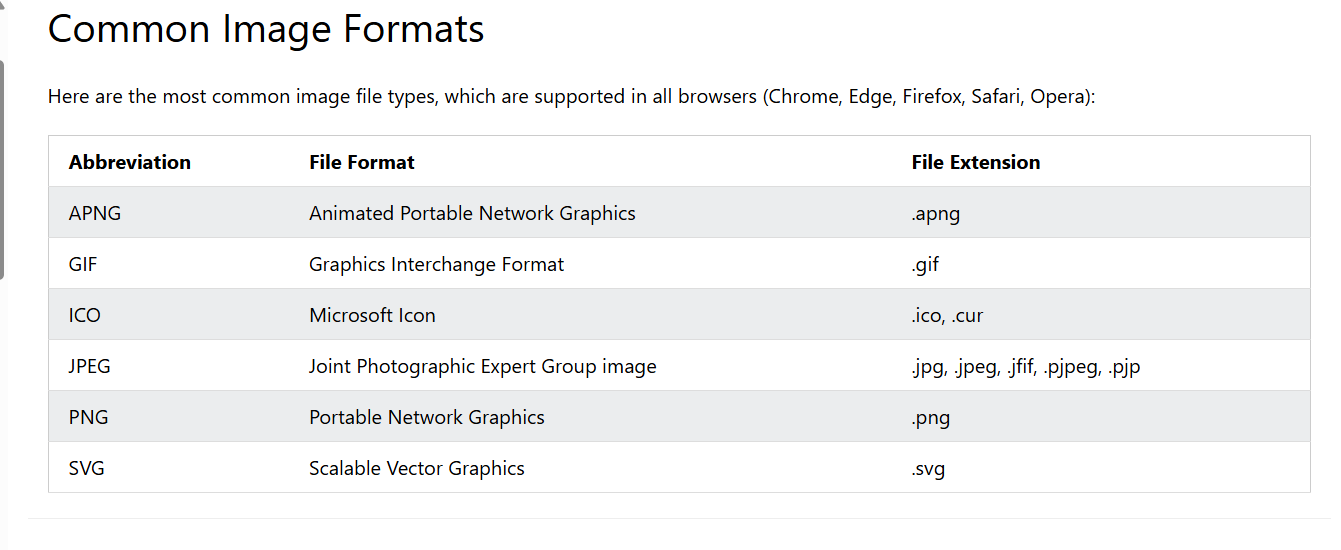 Common Image Formats
Here are the most common image file types, which are supported in all browsers (Chrome, Edge, Firefox, Safari, Opera):
Abbreviation File Format File Extension
APNG Animated Portable Network Graphics .apng
GIF Graphics Interchange Format .gif
ICO Microsoft Icon .ico, .cur
JPEG Joint Photographic Expert Group image .jpg, .jpeg, .jfif, .pjpeg, .pjp
PNG Portable Network Graphics .png
SVG Scalable Vector Graphics .svg